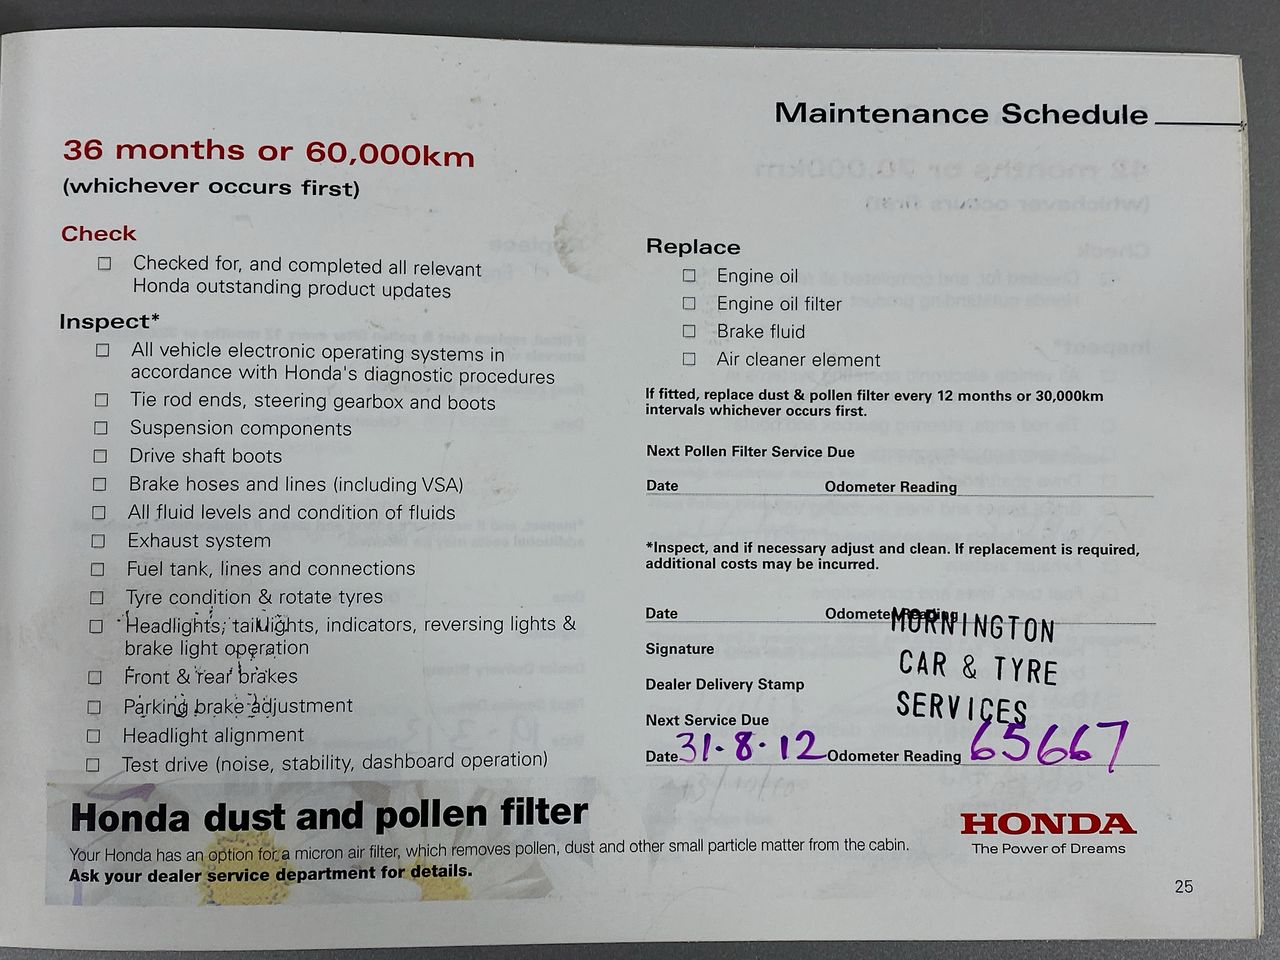 Maintenance Schedule
36 months or 60,000km
(whichever occurs first)
Check
Checked for, and completed all relevant
Honda outstanding product updates
Inspect*
All vehicle electronic operating systems in
accordance with Honda's diagnostic procedures
Tie rod ends, steering gearbox and boots
Suspension components
Drive shaft boots
Brake hoses and lines (including VSA)
All fluid levels and condition of fluids
Exhaust system
Fuel tank, lines and connections
Tyre condition & rotate tyres
Headlights, tail lights, indicators, reversing lights &
brake light operation
Front & rear brakes
Parking brake adjustment
Headlight alignment
Test drive (noise, stability, dashboard operation)
Replace
Engine oil
Engine oil filter
Brake fluid
Air cleaner element
If fitted, replace dust & pollen filter every 12 months or 30,000km
intervals whichever occurs first.
Next Pollen Filter Service Due
Date Odometer Reading
*Inspect, and if necessary adjust and clean. If replacement is required,
additional costs may be incurred.
Date Odometer Reading
MORNINGTON
CAR & TYRE
SERVICES
Signature
Dealer Delivery Stamp
Next Service Due
Date 31·8·12 Odometer Reading 65667
Honda dust and pollen filter
Your Honda has an option for a micron air filter, which removes pollen, dust and other small particle matter from the cabin.
Ask your dealer service department for details.
HONDA
The Power of Dreams
25